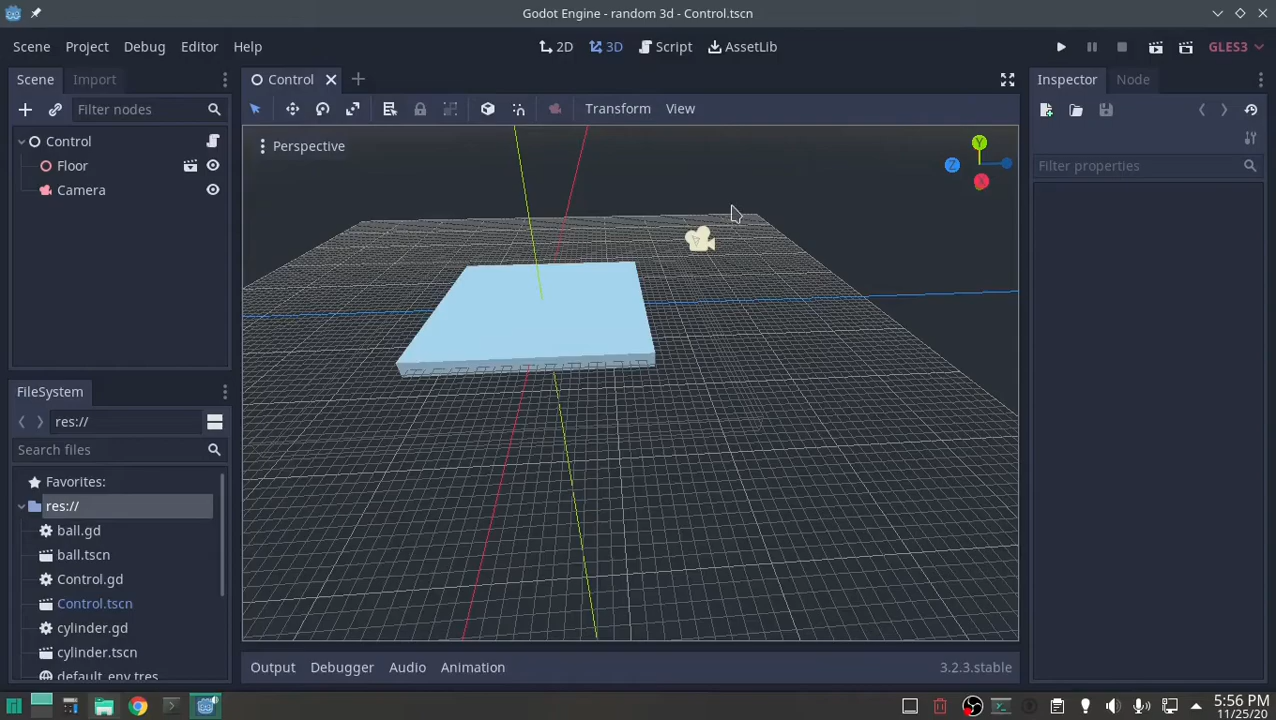 Godot Engine - random 3d - Control.tscn
Scene Project Debug Editor Help
2D 3D Script AssetLib
GLES3
Scene Import
Control
Inspector Node
Filter nodes
Transform View
Control
Floor
Camera
Perspective
Y
Z
X
Filter properties
FileSystem
res://
Search files
Favorites:
res://
ball.gd
ball.tscn
Control.gd
Control.tscn
cylinder.gd
cylinder.tscn
default_env.tres
Output Debugger Audio Animation
3.2.3.stable
5:56 PM
11/25/20